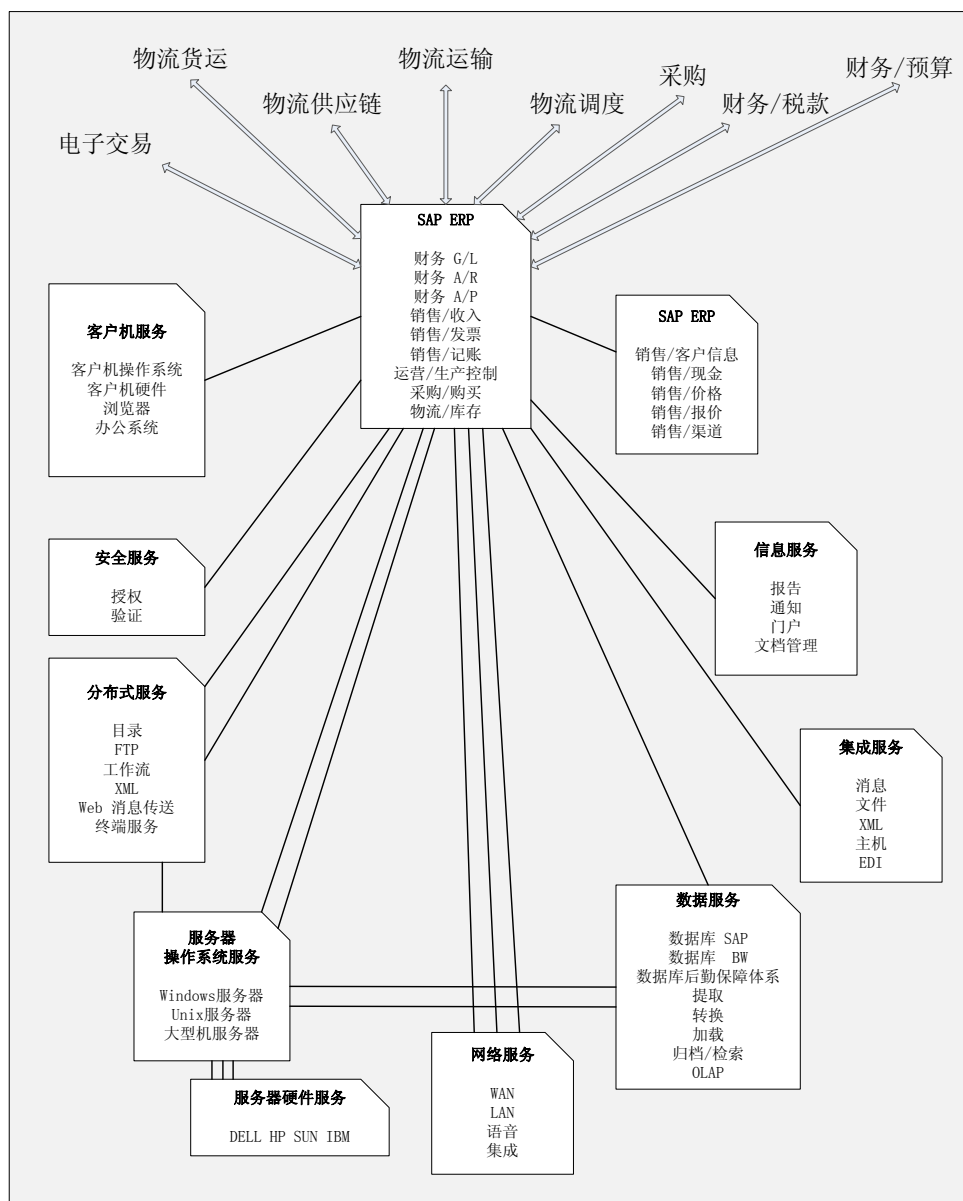 物流货运
物流运输
财务/预算
采购
物流供应链
物流调度
财务/税款
电子交易
SAP ERP
财务 G/L
财务 A/R
财务 A/P
销售/收入
销售/发票
销售/记账
运营/生产控制
采购/购买
物流/库存
客户机服务
客户机操作系统
客户机硬件
浏览器
办公系统
SAP ERP
销售/客户信息
销售/现金
销售/价格
销售/报价
销售/渠道
安全服务
授权
验证
信息服务
报告
通知
门户
文档管理
分布式服务
目录
FTP
工作流
XML
Web 消息传送
终端服务
集成服务
消息
文件
XML
主机
EDI
服务器
操作系统服务
Windows服务器
Unix服务器
大型机服务器
数据服务
数据库 SAP
数据库 BW
数据库后勤保障体系
提取
转换
加载
归档/检索
OLAP
服务器硬件服务
DELL HP SUN IBM
网络服务
WAN
LAN
语音
集成